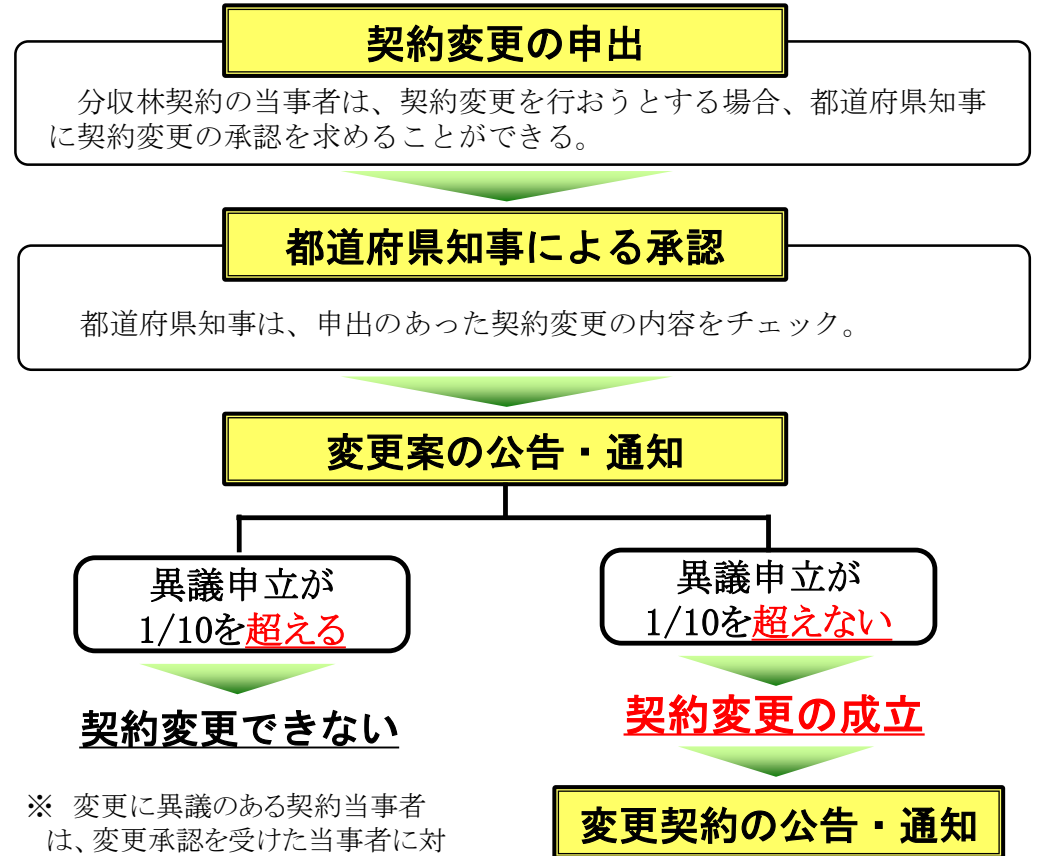 契約変更の申出
分収林契約の当事者は、契約変更を行おうとする場合、都道府県知事
に契約変更の承認を求めることができる。
都道府県知事による承認
都道府県知事は、申出のあった契約変更の内容をチェック。
変更案の公告・通知
異議申立が
1/10を超える
契約変更できない
※ 変更に異議のある契約当事者
は、変更承認を受けた当事者に対
異議申立が
1/10を超えない
契約変更の成立
変更契約の公告・通知